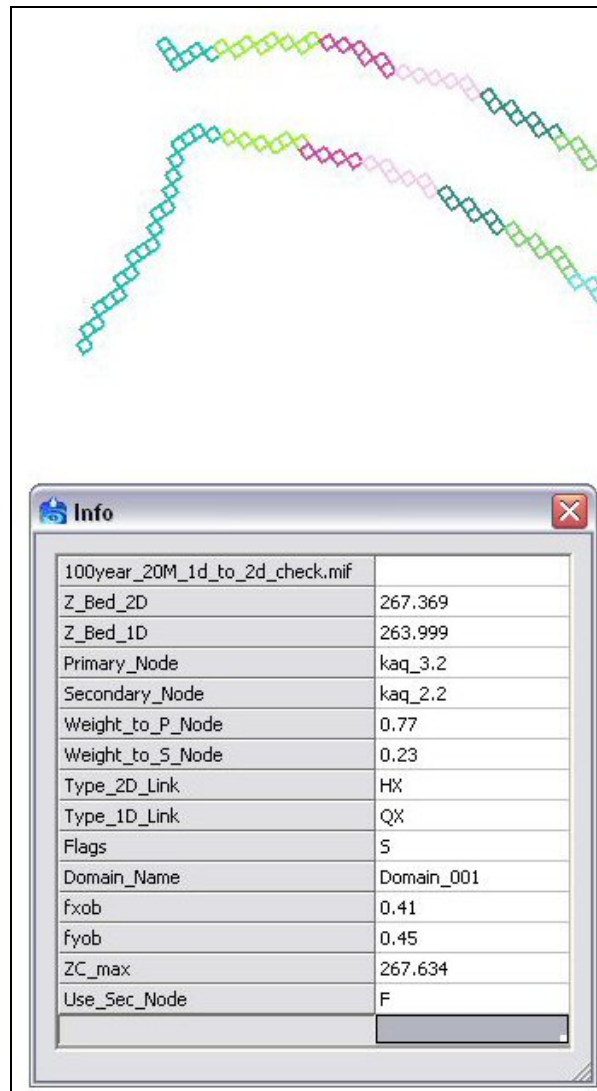 Info
100year_20M_1d_to_2d_check.mif
Z_Bed_2D 267.369
Z_Bed_1D 263.999
Primary_Node kaq_3.2
Secondary_Node kaq_2.2
Weight_to_P_Node 0.77
Weight_to_S_Node 0.23
Type_2D_Link HX
Type_1D_Link QX
Flags S
Domain_Name Domain_001
fxob 0.41
fyob 0.45
ZC_max 267.634
Use_Sec_Node F